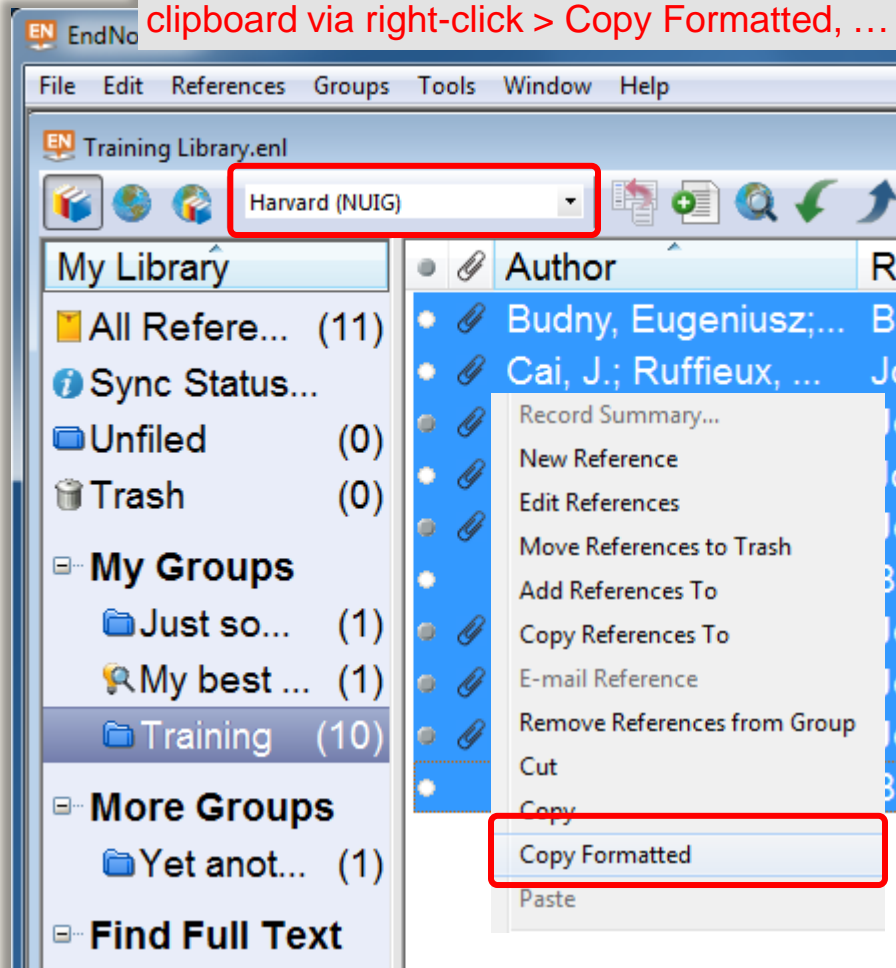 clipboard via right-click > Copy Formatted, …
EN EndNo
File Edit References Groups Tools Window Help
EN Training Library.enl
Harvard (NUIG)
My Library
Author R
All Refere... (11)
Budny, Eugeniusz;... B
Sync Status...
Cai, J.; Ruffieux, ... Jo
Unfiled (0)
Trash (0)
My Groups
Just so... (1)
My best ... (1)
Training (10)
More Groups
Yet anot... (1)
Find Full Text
Record Summary...
New Reference
Edit References
Move References to Trash
Add References To
Copy References To
E-mail Reference
Remove References from Group
Cut
Copy
Copy Formatted
Paste